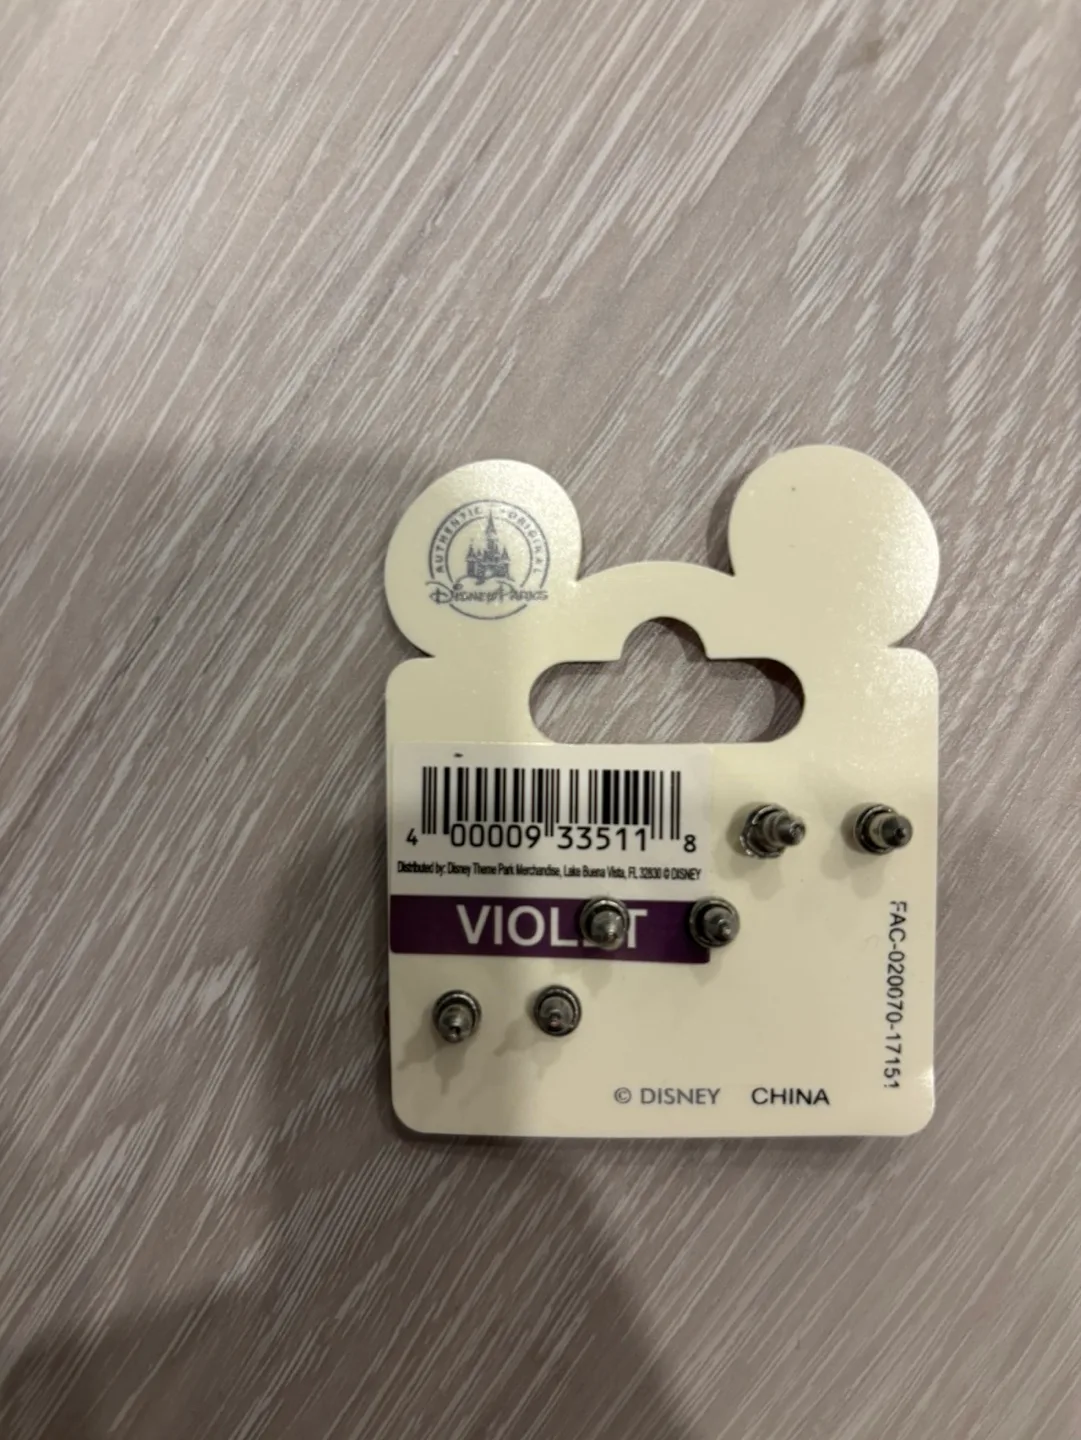 AUTHENTIC • ORIGINAL
Disney Parks
4 00009 33511 8
Distributed by: Disney Theme Park Merchandise, Lake Buena Vista, FL 32830 © DISNEY
VIOLET
FAC-020070-17151
© DISNEY CHINA